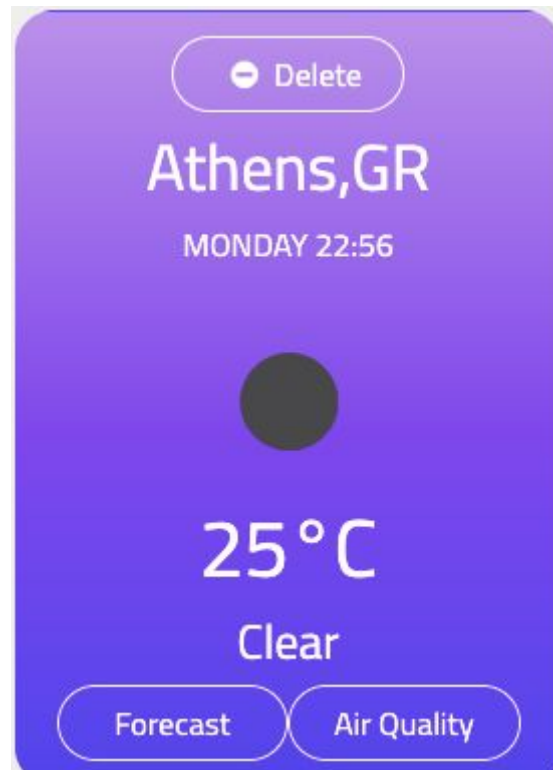 Delete
Athens,GR
MONDAY 22:56
25°C
Clear
Forecast
Air Quality